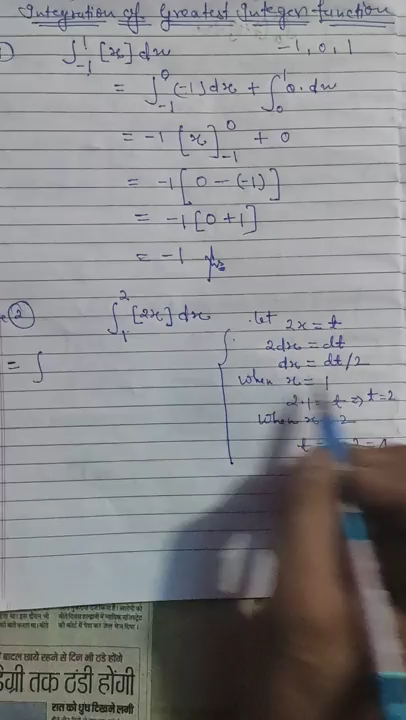 Integration of Greatest Integer function
∫₋₁¹ [x] dx -1, 0, 1
= ∫₋₁⁰ (-1) dx + ∫₀¹ 0. dx
= -1 [x]₋₁⁰ + 0
= -1 [0 - (-1)]
= -1 [0 + 1]
= -1 Ans
② ∫₁² [2x] dx
let 2x = t
2dx = dt
dx = dt/2
= ∫
when x = 1
2.1 = t ⇒ t = 2
when x = 2
बादल छाये रहने से दिन भी ठंडे होंगे
डेग्री तक ठंडी होंगी
रात को धुंध दिखने लगी